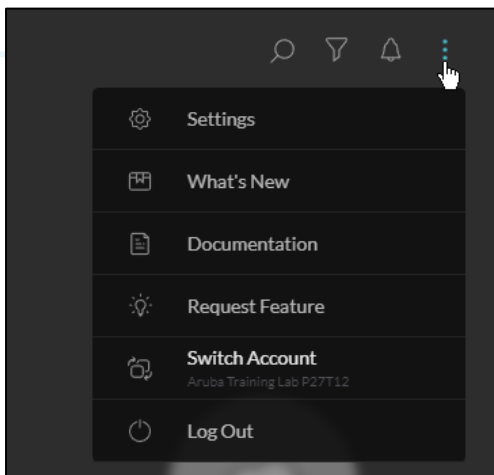 Settings
What's New
Documentation
Request Feature
Switch Account
Aruba Training Lab P27T12
Log Out